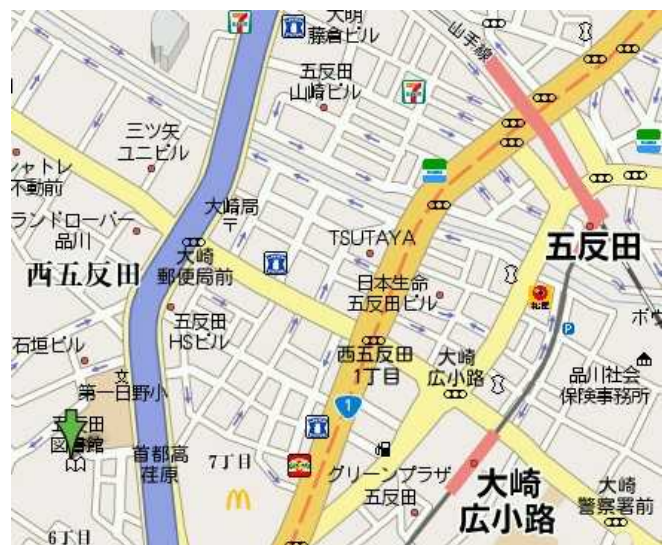 大明
藤倉ビル
山手線
五反田
山崎ビル
三ツ矢
ユニビル
シャトレ
不動前
ランドローバー
品川
大崎局
TSUTAYA
五反田
西五反田
大崎
郵便局前
日本生命
五反田ビル
五反田
HSビル
石垣ビル
西五反田
1丁目
大崎
広小路
品川社会
保険事務所
第一日野小
1
五反田
図書館
首都高
荏原
7丁目
グリーンプラザ
五反田
大崎
広小路
大崎
警察署前
6丁目
P